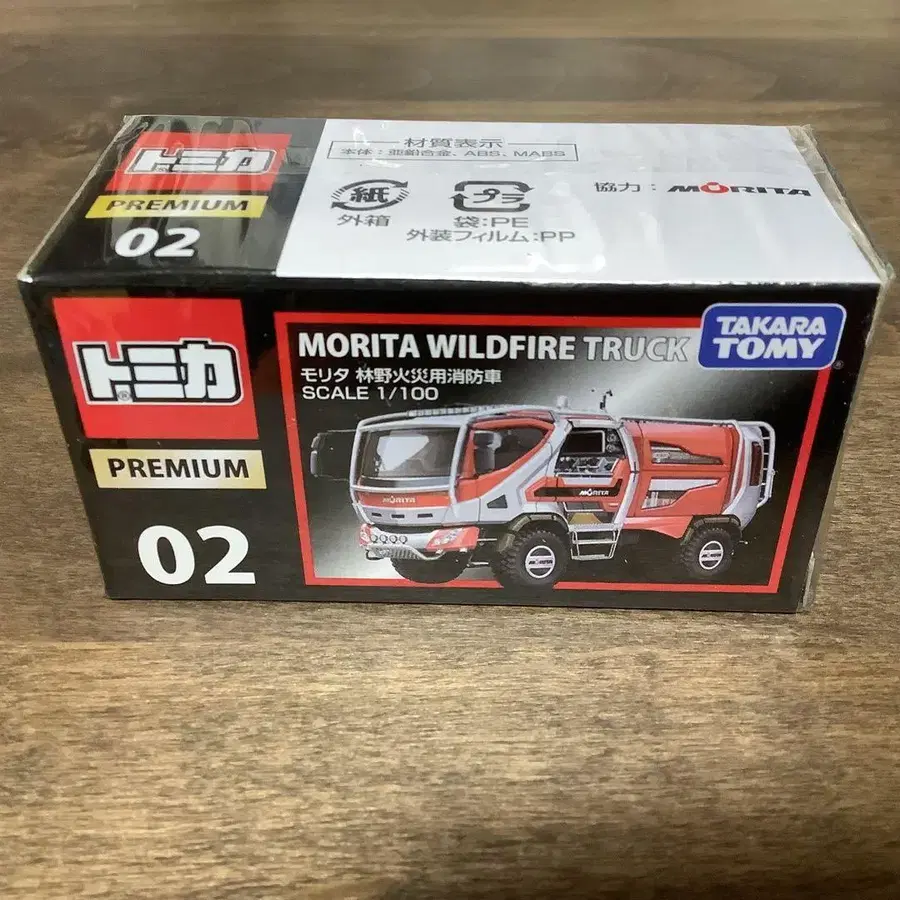 トミカ
PREMIUM
02
材質表示
本体：亜鉛合金、ABS、MABS
紙
外箱
プラ
袋:PE
外装フィルム:PP
協力：MORITA
トミカ
®
PREMIUM
02
MORITA WILDFIRE TRUCK
モリタ 林野火災用消防車
SCALE 1/100
TAKARA
TOMY
®
MORITA
MORITA
MORITA
MORITA